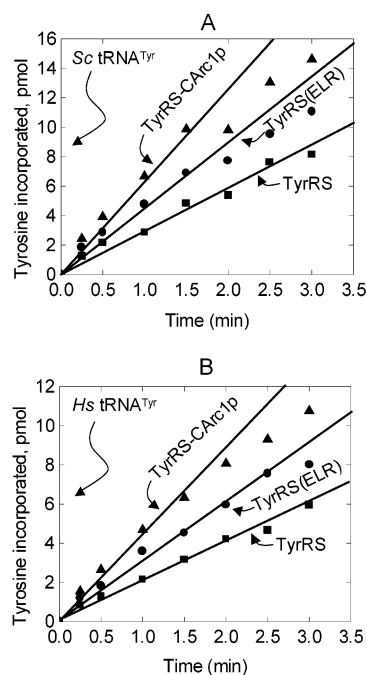 A
Tyrosine incorporated, pmol
16
14
12
10
8
6
4
2
0
Sc tRNATyr
TyrRS-CArc1p
TyrRS(ELR)
TyrRS
0.0 0.5 1.0 1.5 2.0 2.5 3.0 3.5
Time (min)
B
Tyrosine incorporated, pmol
12
10
8
6
4
2
0
Hs tRNATyr
TyrRS-CArc1p
TyrRS(ELR)
TyrRS
0.0 0.5 1.0 1.5 2.0 2.5 3.0 3.5
Time (min)